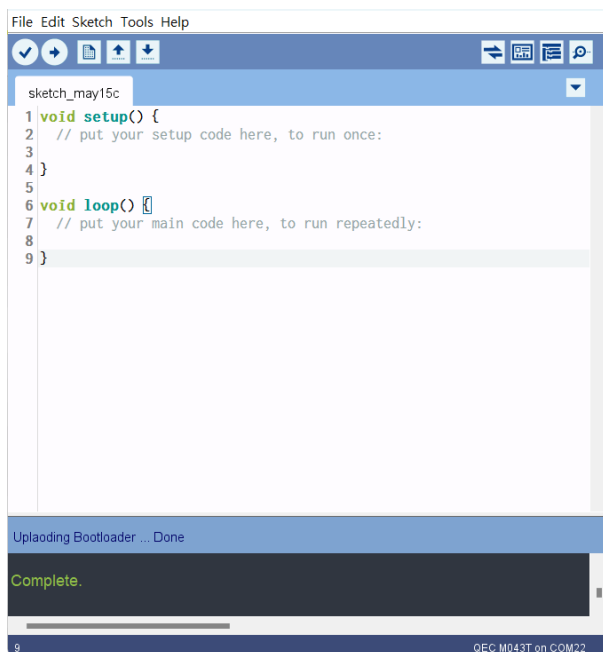 File Edit Sketch Tools Help
sketch_may15c
1 void setup() {
2 // put your setup code here, to run once:
3
4 }
5
6 void loop() {
7 // put your main code here, to run repeatedly:
8
9 }
Uplaoding Bootloader ... Done
Complete.
9 QEC M043T on COM22